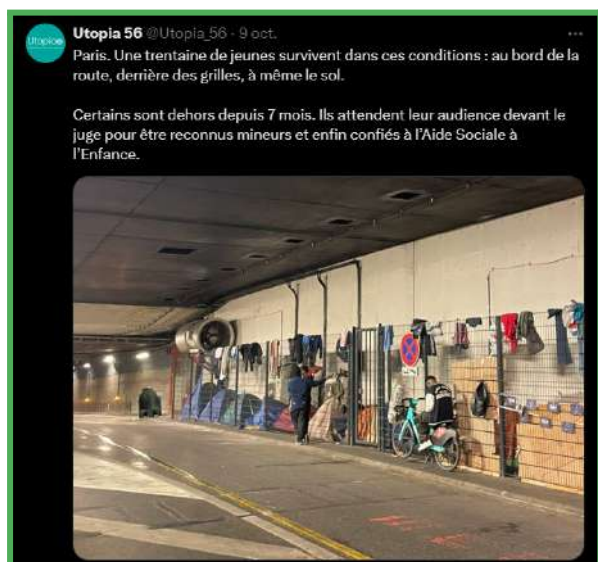 Utopia 56 @Utopia_56 · 9 oct.
Utopia56
Paris. Une trentaine de jeunes survivent dans ces conditions : au bord de la
route, derrière des grilles, à même le sol.
Certains sont dehors depuis 7 mois. Ils attendent leur audience devant le
juge pour être reconnus mineurs et enfin confiés à l'Aide Sociale à
l'Enfance.